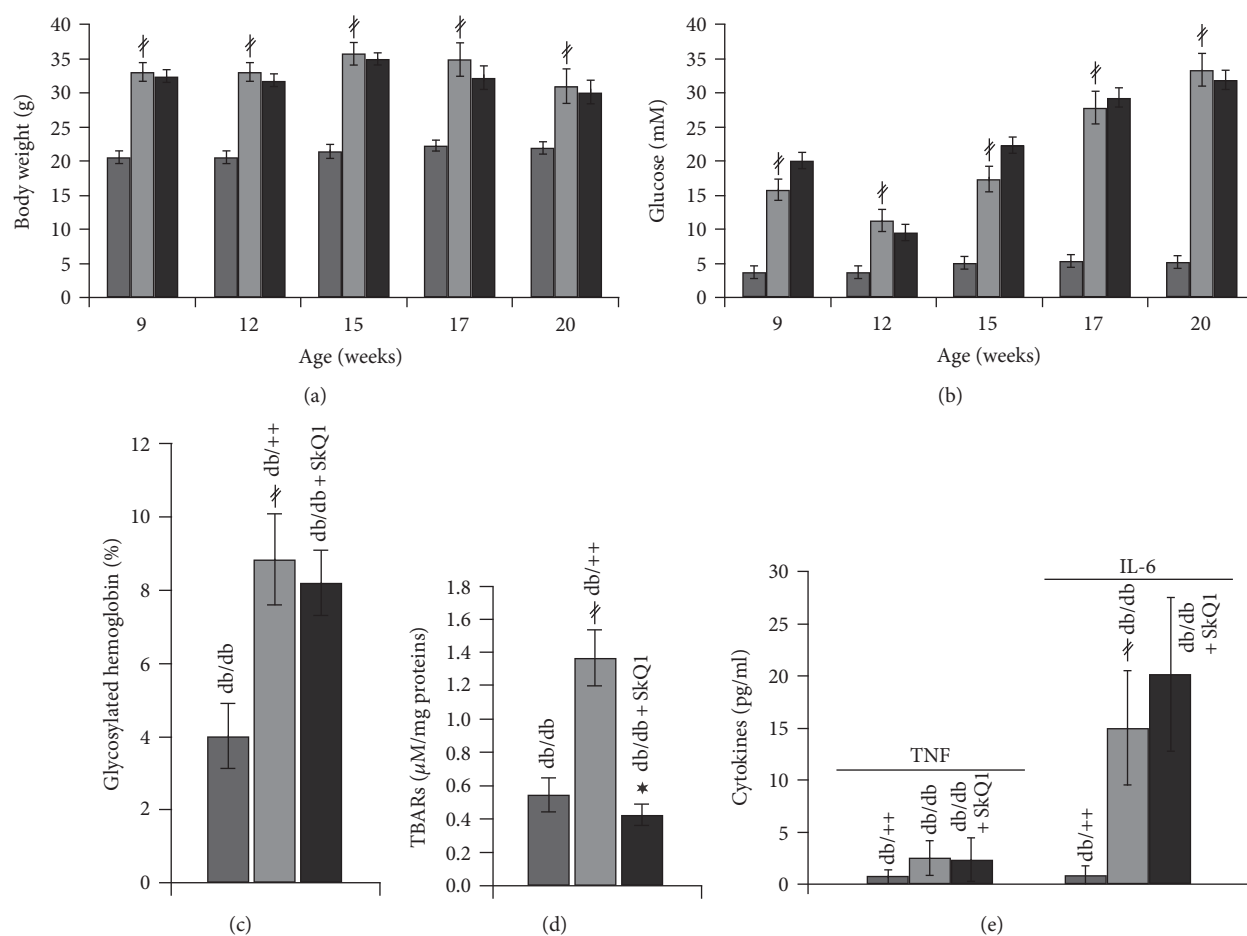 40
35
30
25
20
15
10
5
0
Body weight (g)
9 12 15 17 20
Age (weeks)
(a)
40
35
30
25
20
15
10
5
0
Glucose (mM)
9 12 15 17 20
Age (weeks)
(b)
12
10
8
6
4
2
0
Glycosylated hemoglobin (%)
db/db
db/++
db/db + SkQ1
(c)
1.8
1.6
1.4
1.2
1.0
0.8
0.6
0.4
0.2
0.0
TBARs (μM/mg proteins)
db/db
db/++
db/db + SkQ1
(d)
30
25
20
15
10
5
0
Cytokines (pg/ml)
TNF
db/++
db/db
db/db
+ SkQ1
IL-6
db/++
db/db
db/db
+ SkQ1
(e)